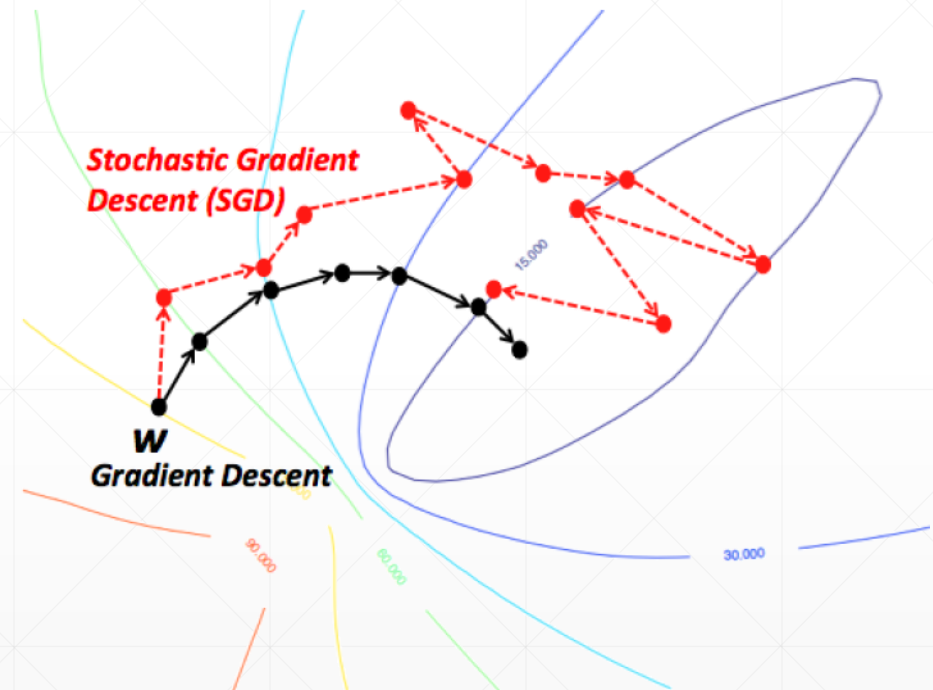 Stochastic Gradient
Descent (SGD)
15.000
W
Gradient Descent
90.000
60.000
30.000